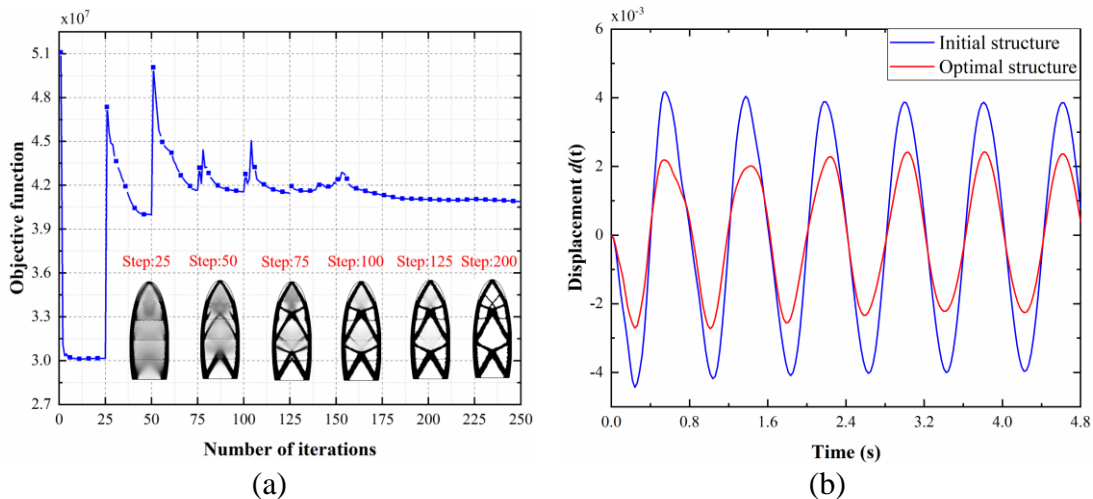 x10⁷
5.1
4.8
4.5
4.2
3.9
3.6
3.3
3.0
2.7
Objective function
Step:25 Step:50 Step:75 Step:100 Step:125 Step:200
0 25 50 75 100 125 150 175 200 225 250
Number of iterations
(a)
x10⁻³
6
4
2
0
-2
-4
Displacement d(t)
Initial structure
Optimal structure
0.0 0.8 1.6 2.4 3.2 4.0 4.8
Time (s)
(b)